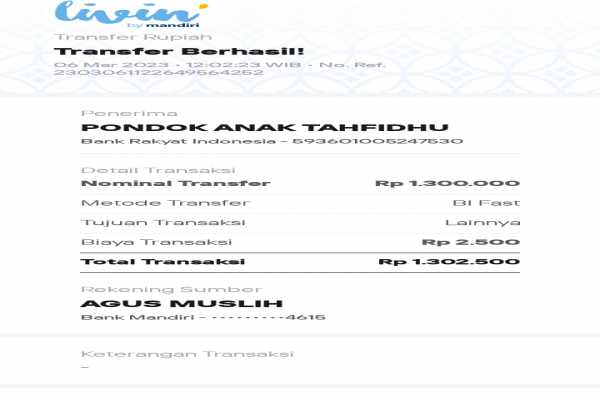 livin'
by mandiri
Transfer Rupiah
Transfer Berhasil!
06 Mar 2023 • 12:02:23 WIB • No. Ref.
2303061122649564252
Penerima
PONDOK ANAK TAHFIDHU
Bank Rakyat Indonesia - 593601005247530
Detail Transaksi
Nominal Transfer Rp 1.300.000
Metode Transfer BI Fast
Tujuan Transaksi Lainnya
Biaya Transaksi Rp 2.500
Total Transaksi Rp 1.302.500
Rekening Sumber
AGUS MUSLIH
Bank Mandiri - •••••••••4615
Keterangan Transaksi
-